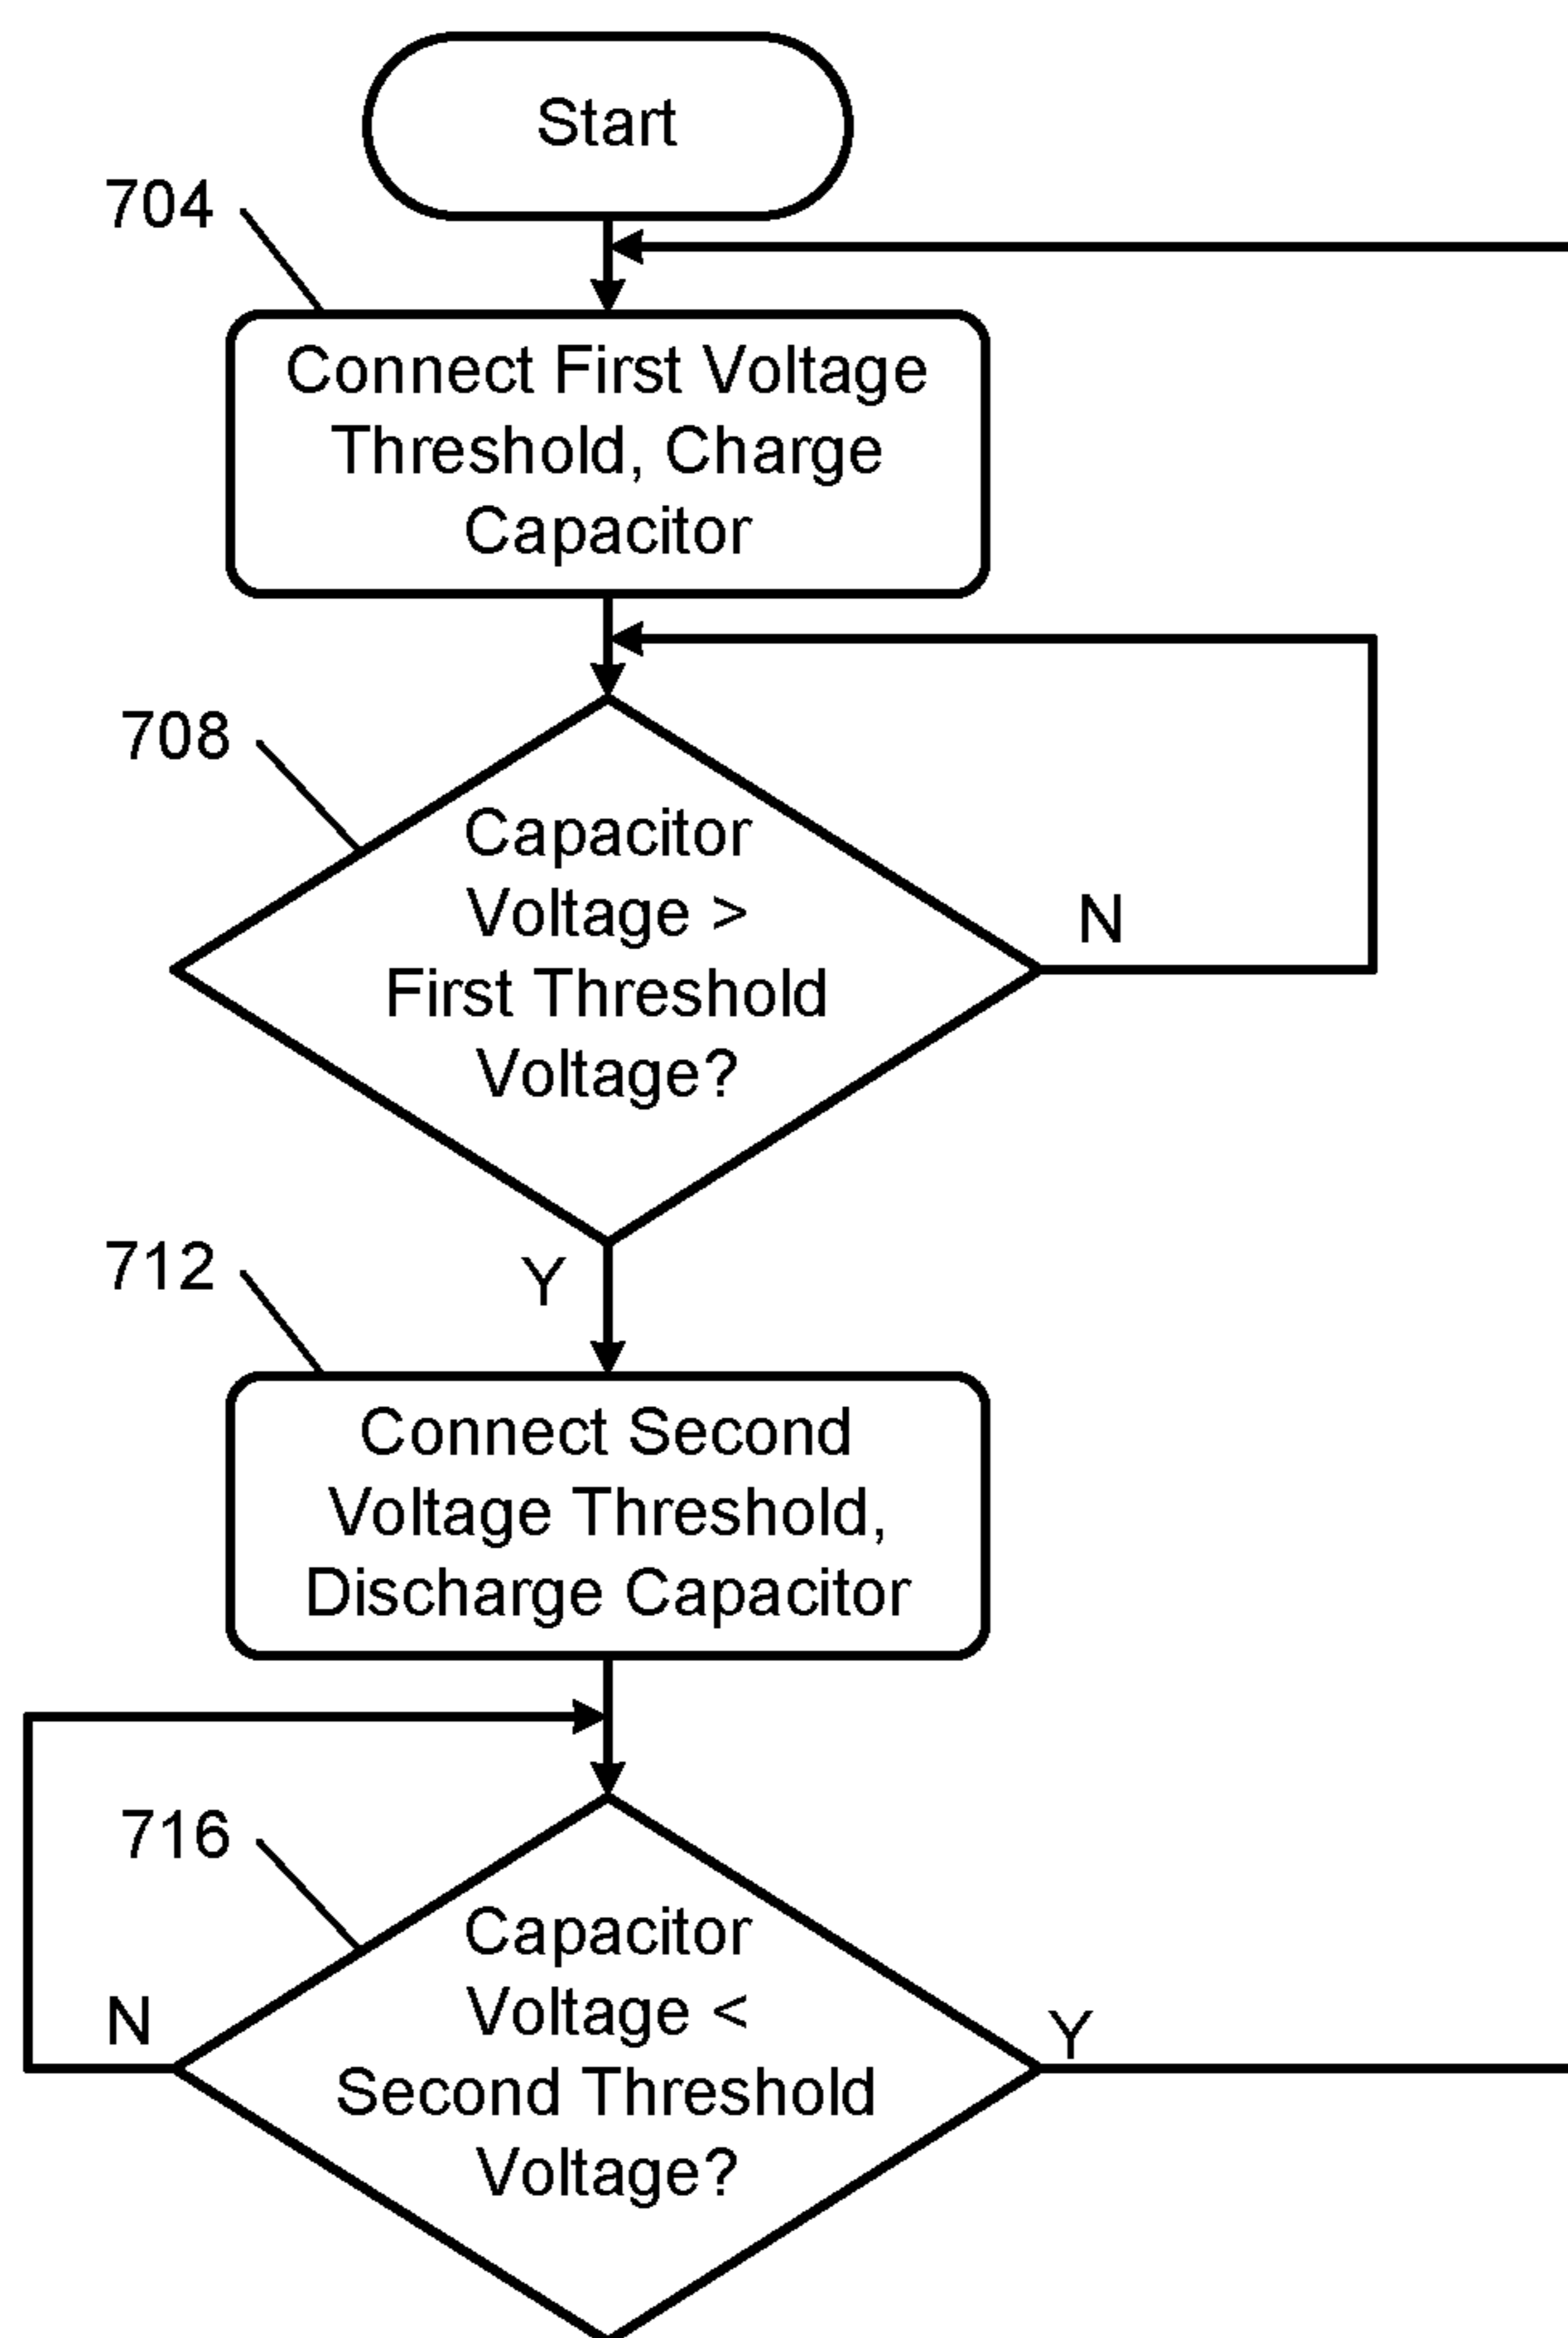 Start
704
Connect First Voltage
Threshold, Charge
Capacitor
708
Capacitor
Voltage >
First Threshold
Voltage?
N
Y
712
Connect Second
Voltage Threshold,
Discharge Capacitor
716
Capacitor
Voltage <
Second Threshold
Voltage?
N
Y